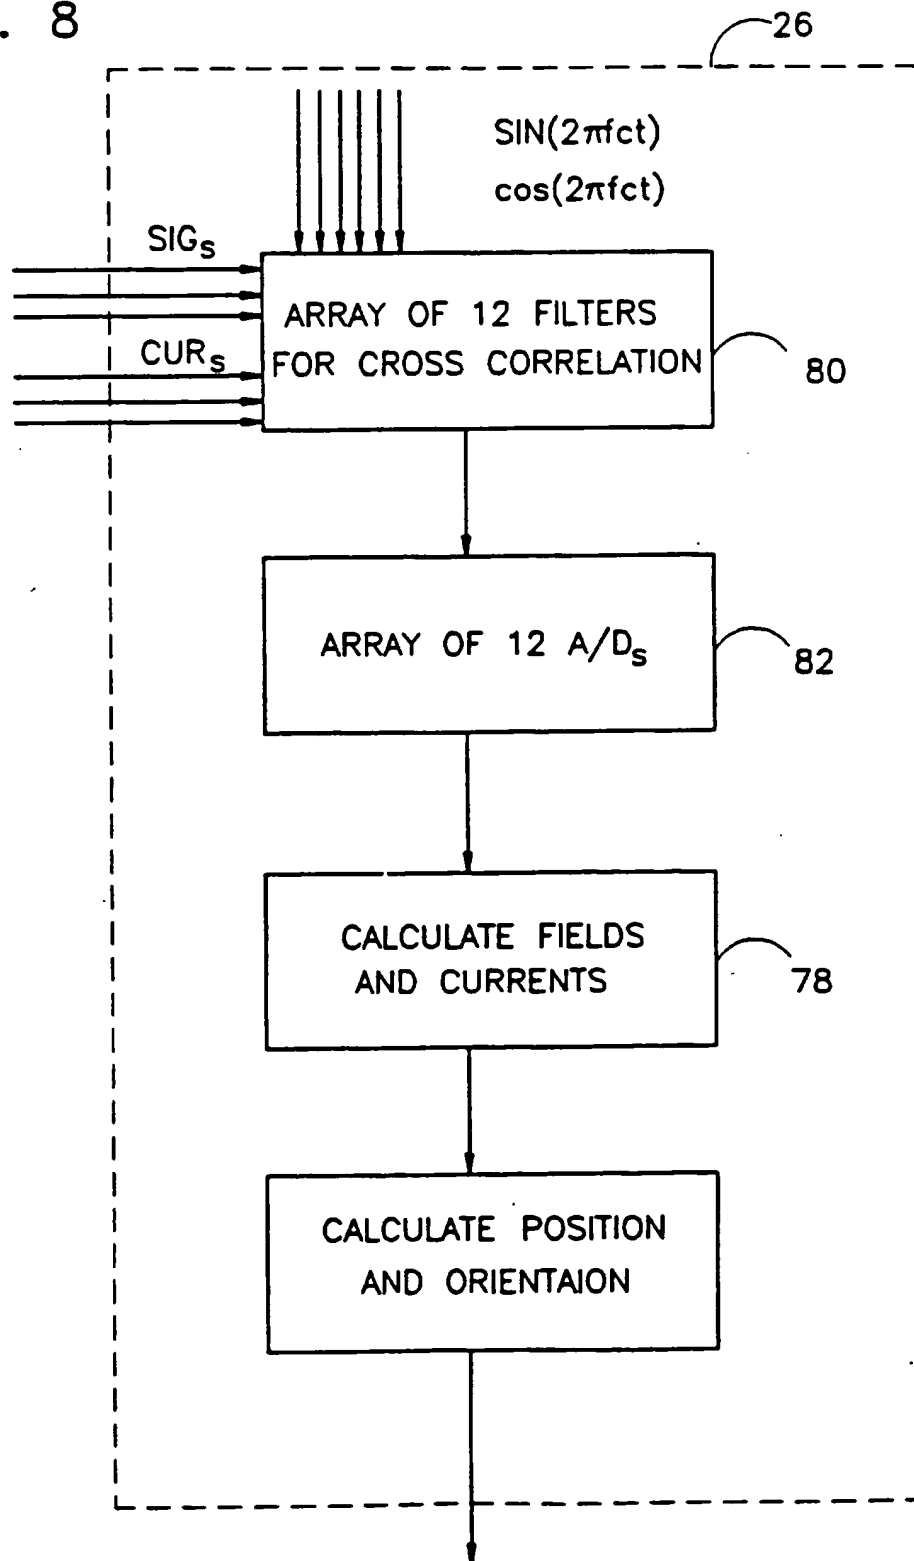 . 8
26
SIN(2πfct)
cos(2πfct)
SIGs
ARRAY OF 12 FILTERS
FOR CROSS CORRELATION
CURs
80
ARRAY OF 12 A/Ds
82
CALCULATE FIELDS
AND CURRENTS
78
CALCULATE POSITION
AND ORIENTAION